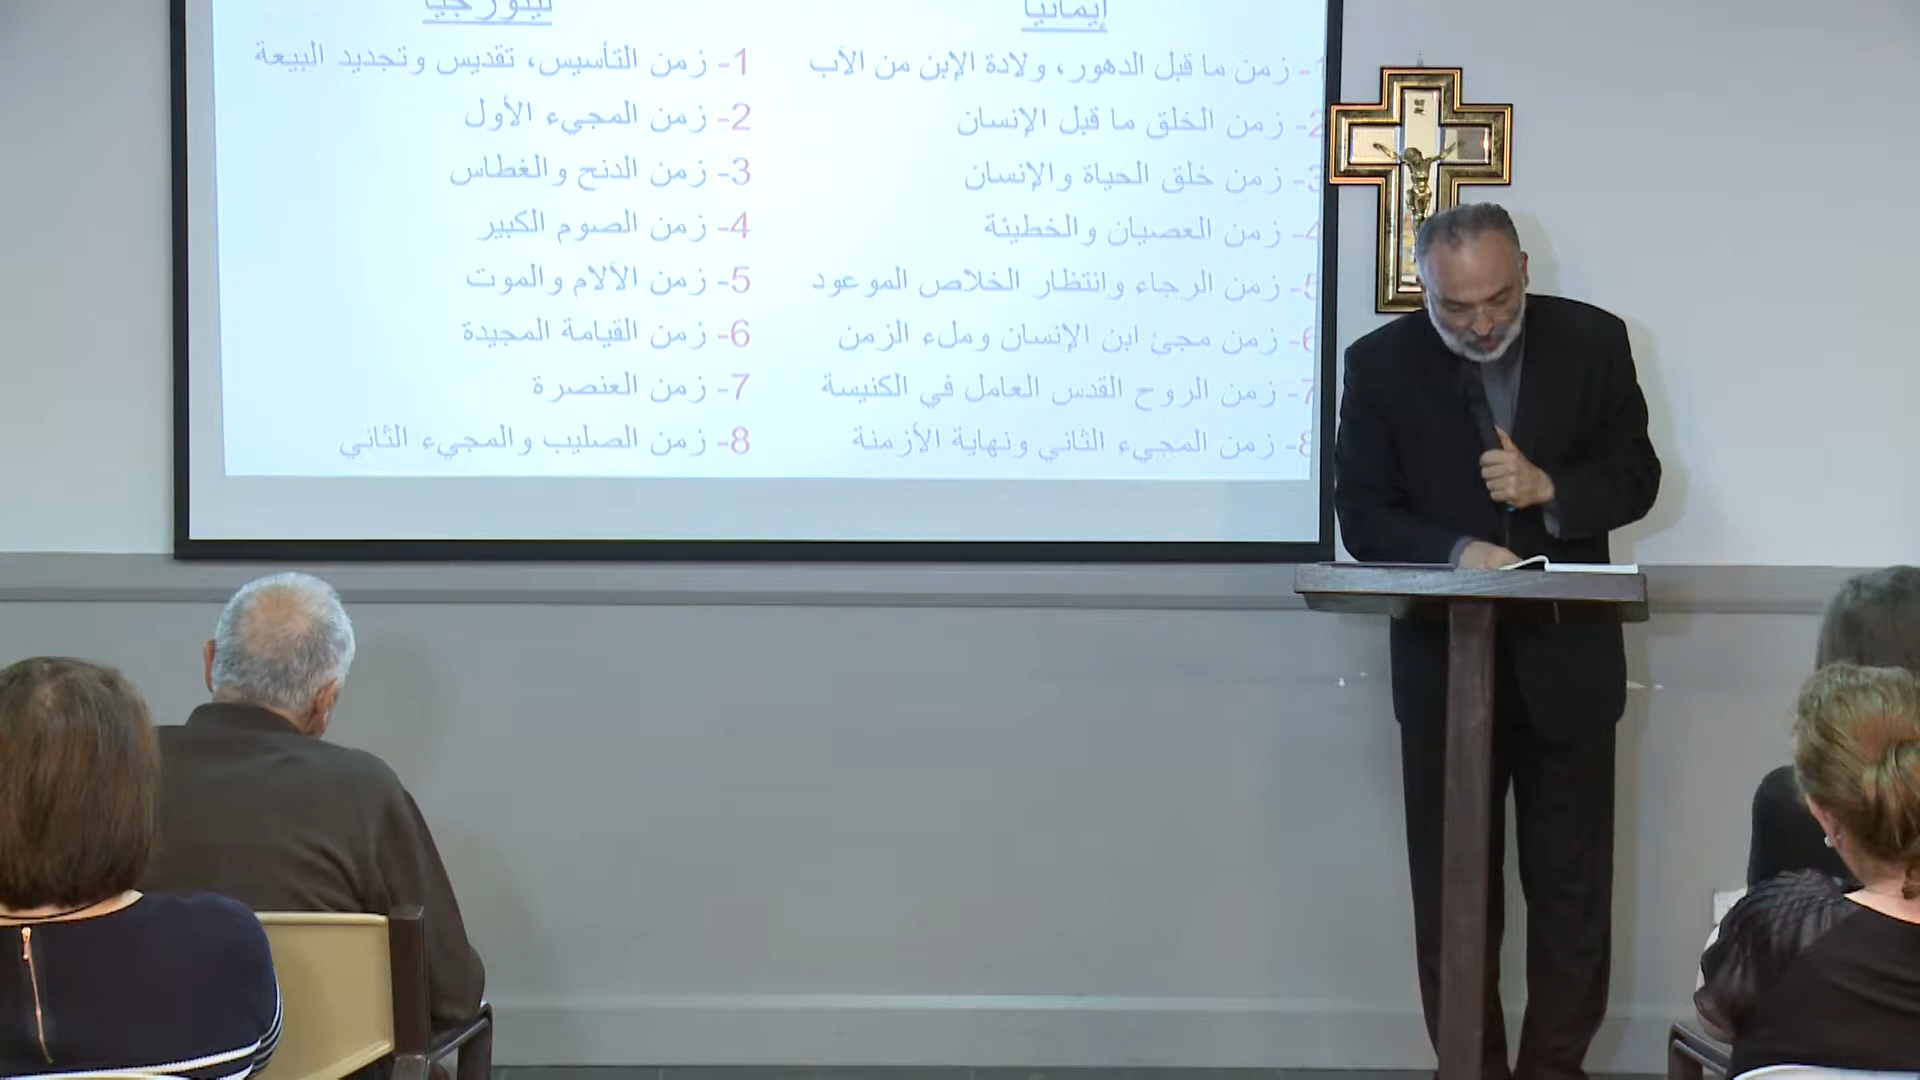 إيمانيا
1- زمن ما قبل الدهور، ولادة الإبن من الآب
2- زمن الخلق ما قبل الإنسان
3- زمن خلق الحياة والإنسان
4- زمن العصيان والخطيئة
5- زمن الرجاء وانتظار الخلاص الموعود
6- زمن مجئ ابن الإنسان وملء الزمن
7- زمن الروح القدس العامل في الكنيسة
8- زمن المجيء الثاني ونهاية الأزمنة
ليتورجيا
1- زمن التأسيس، تقديس وتجديد البيعة
2- زمن المجيء الأول
3- زمن الدنح والغطاس
4- زمن الصوم الكبير
5- زمن الآلام والموت
6- زمن القيامة المجيدة
7- زمن العنصرة
8- زمن الصليب والمجيء الثاني